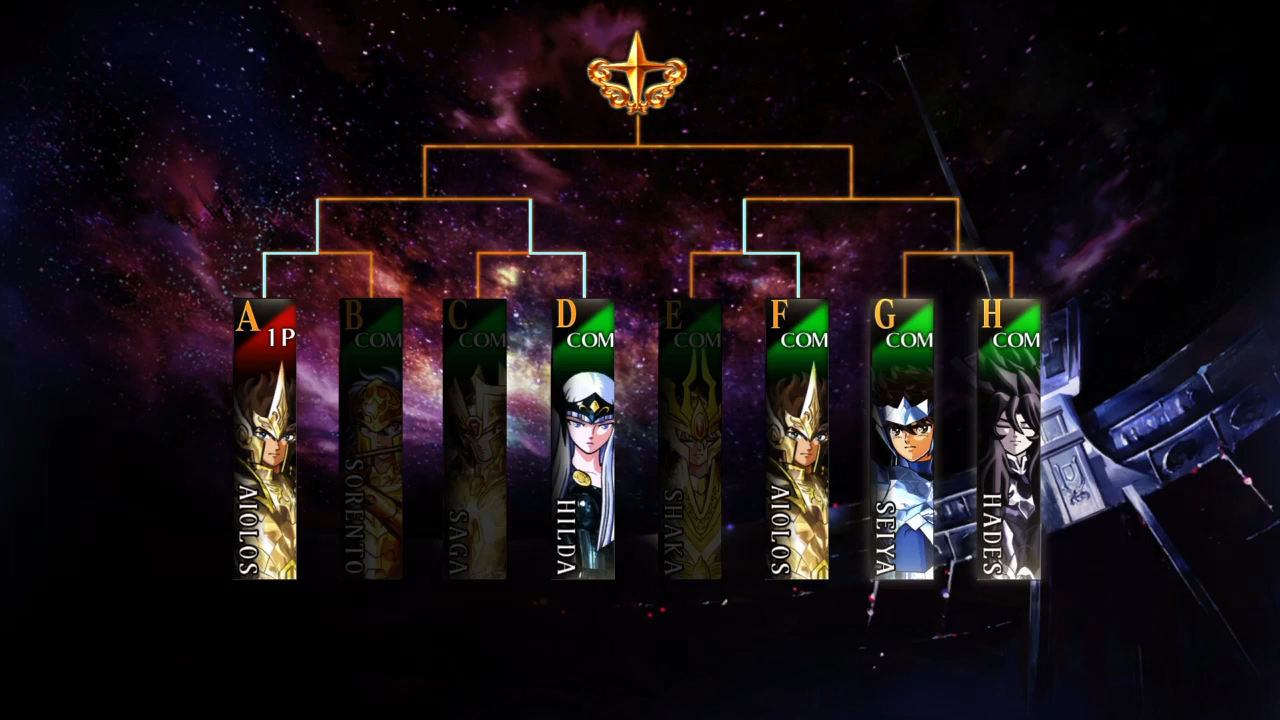 A
1P
AIOLOS
B
COM
SORENTO
C
COM
SAGA
D
COM
HILDA
E
COM
SHAKA
F
COM
AIOLOS
G
COM
SEIYA
H
COM
HADES